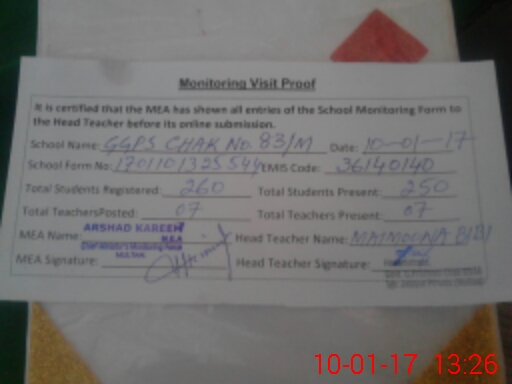 Monitoring Visit Proof
It is certified that the MEA has shown all entries of the School Monitoring Form to
the Head Teacher before its online submission.
School Name: GGPS CHAK No. 83/M Date: 10-01-17
School Form No: EMIS Code: 36140140
Total Students Registered: 260 Total Students Present: 250
Total TeachersPosted: 07 Total Teachers Present: 07
MEA Name: ARSHAD KAREEM Head Teacher Name: MAIMOONA BIBI
M.E.A
MULTAN
MEA Signature: Head Teacher Signature:
10-01-17 13:26